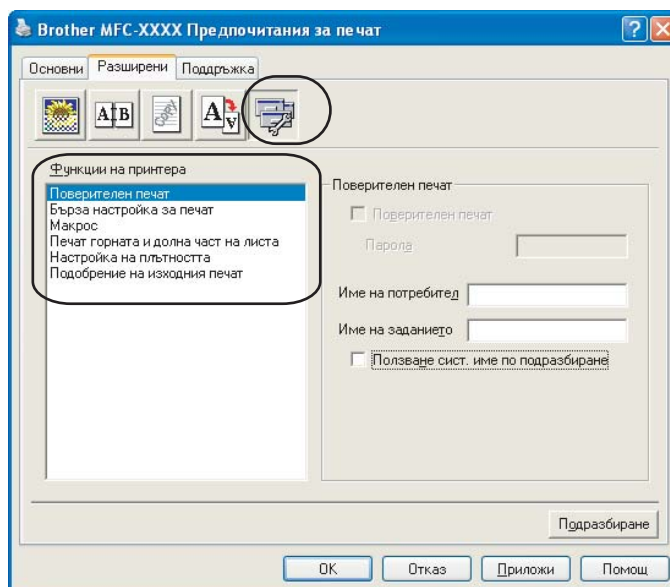 Brother MFC-XXXX Предпочитания за печат
Основни Разширени Поддръжка
A B COPY A A
Функции на принтера
Поверителен печат
Бърза настройка за печат
Макрос
Печат горната и долна част на листа
Настройка на плътността
Подобрение на изходния печат
Поверителен печат
Поверителен печат
Парола
Име на потребител
Име на заданието
Ползване сист. име по подразбиране
Подразбиране
OK Отказ Приложи Помощ